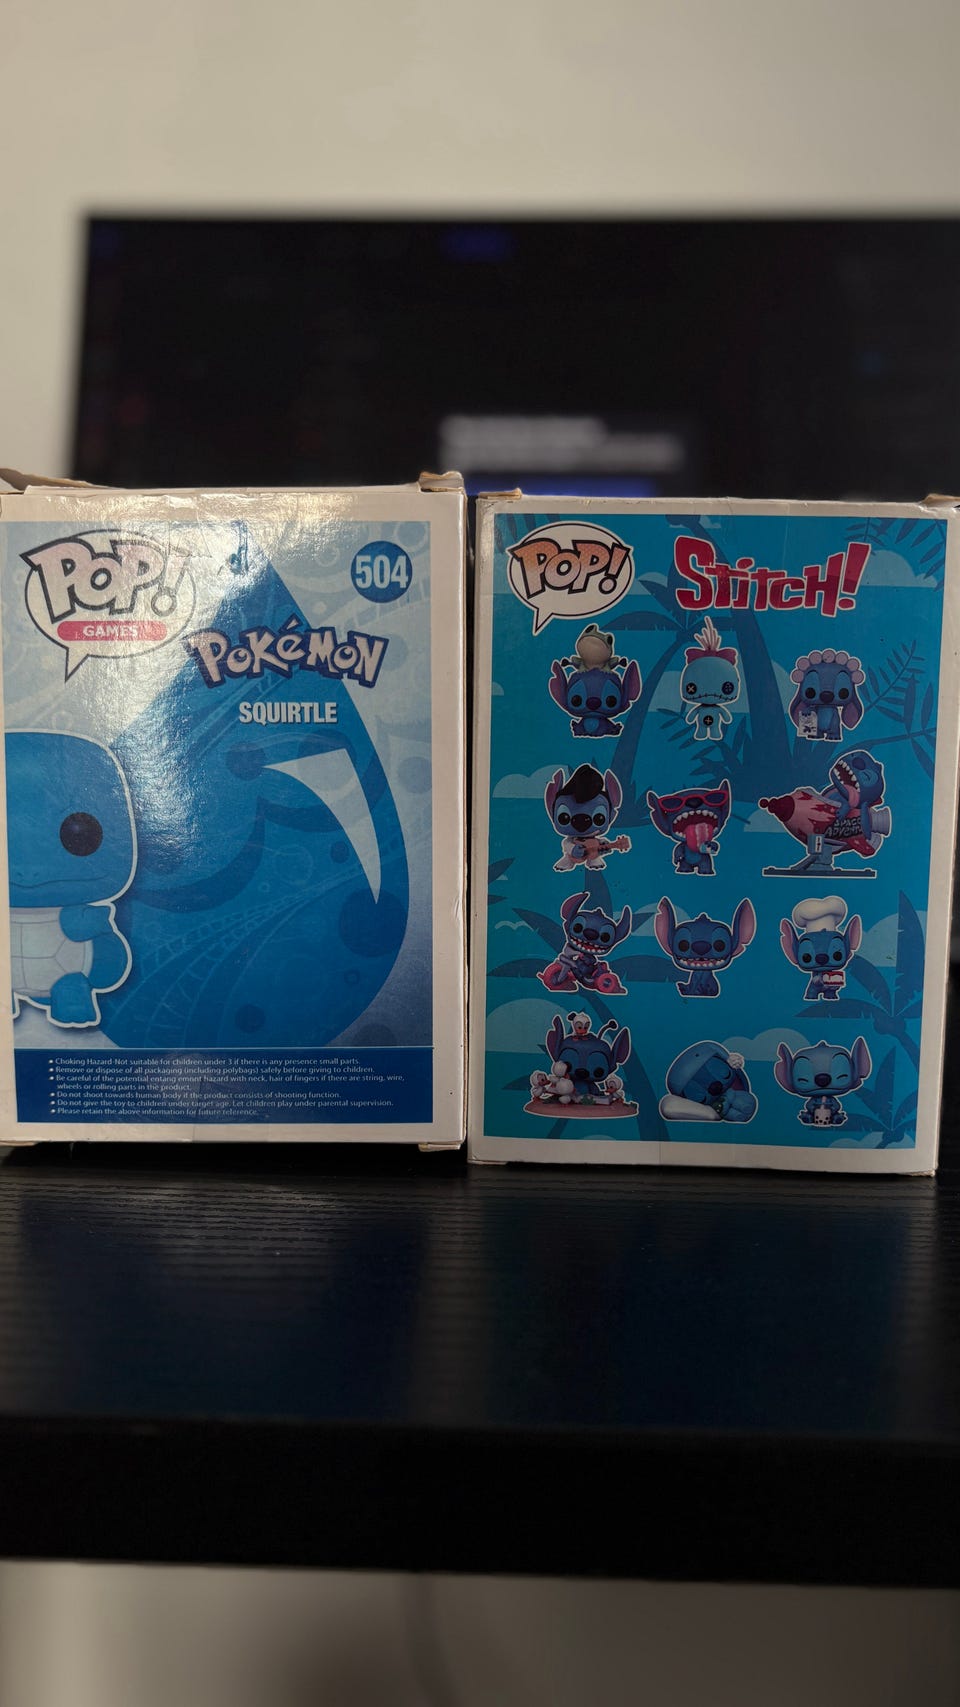 POP!
GAMES
504
POKéMON
SQUIRTLE
• Choking Hazard-Not suitable for children under 3 if there is any presence small parts.
• Remove or dispose of all packaging (including polybags) safely before giving to children.
• Be careful of the potential entang emont hazard with neck, hair of fingers if there are string, wire,
wheels or rolling parts in the product.
• Do not shoot towards human body if the product consists of shooting function.
• Do not give the toy to children under target age. Let children play under parental supervision.
• Please retain the above information for future reference.
POP!
STiTCH!
SPACE